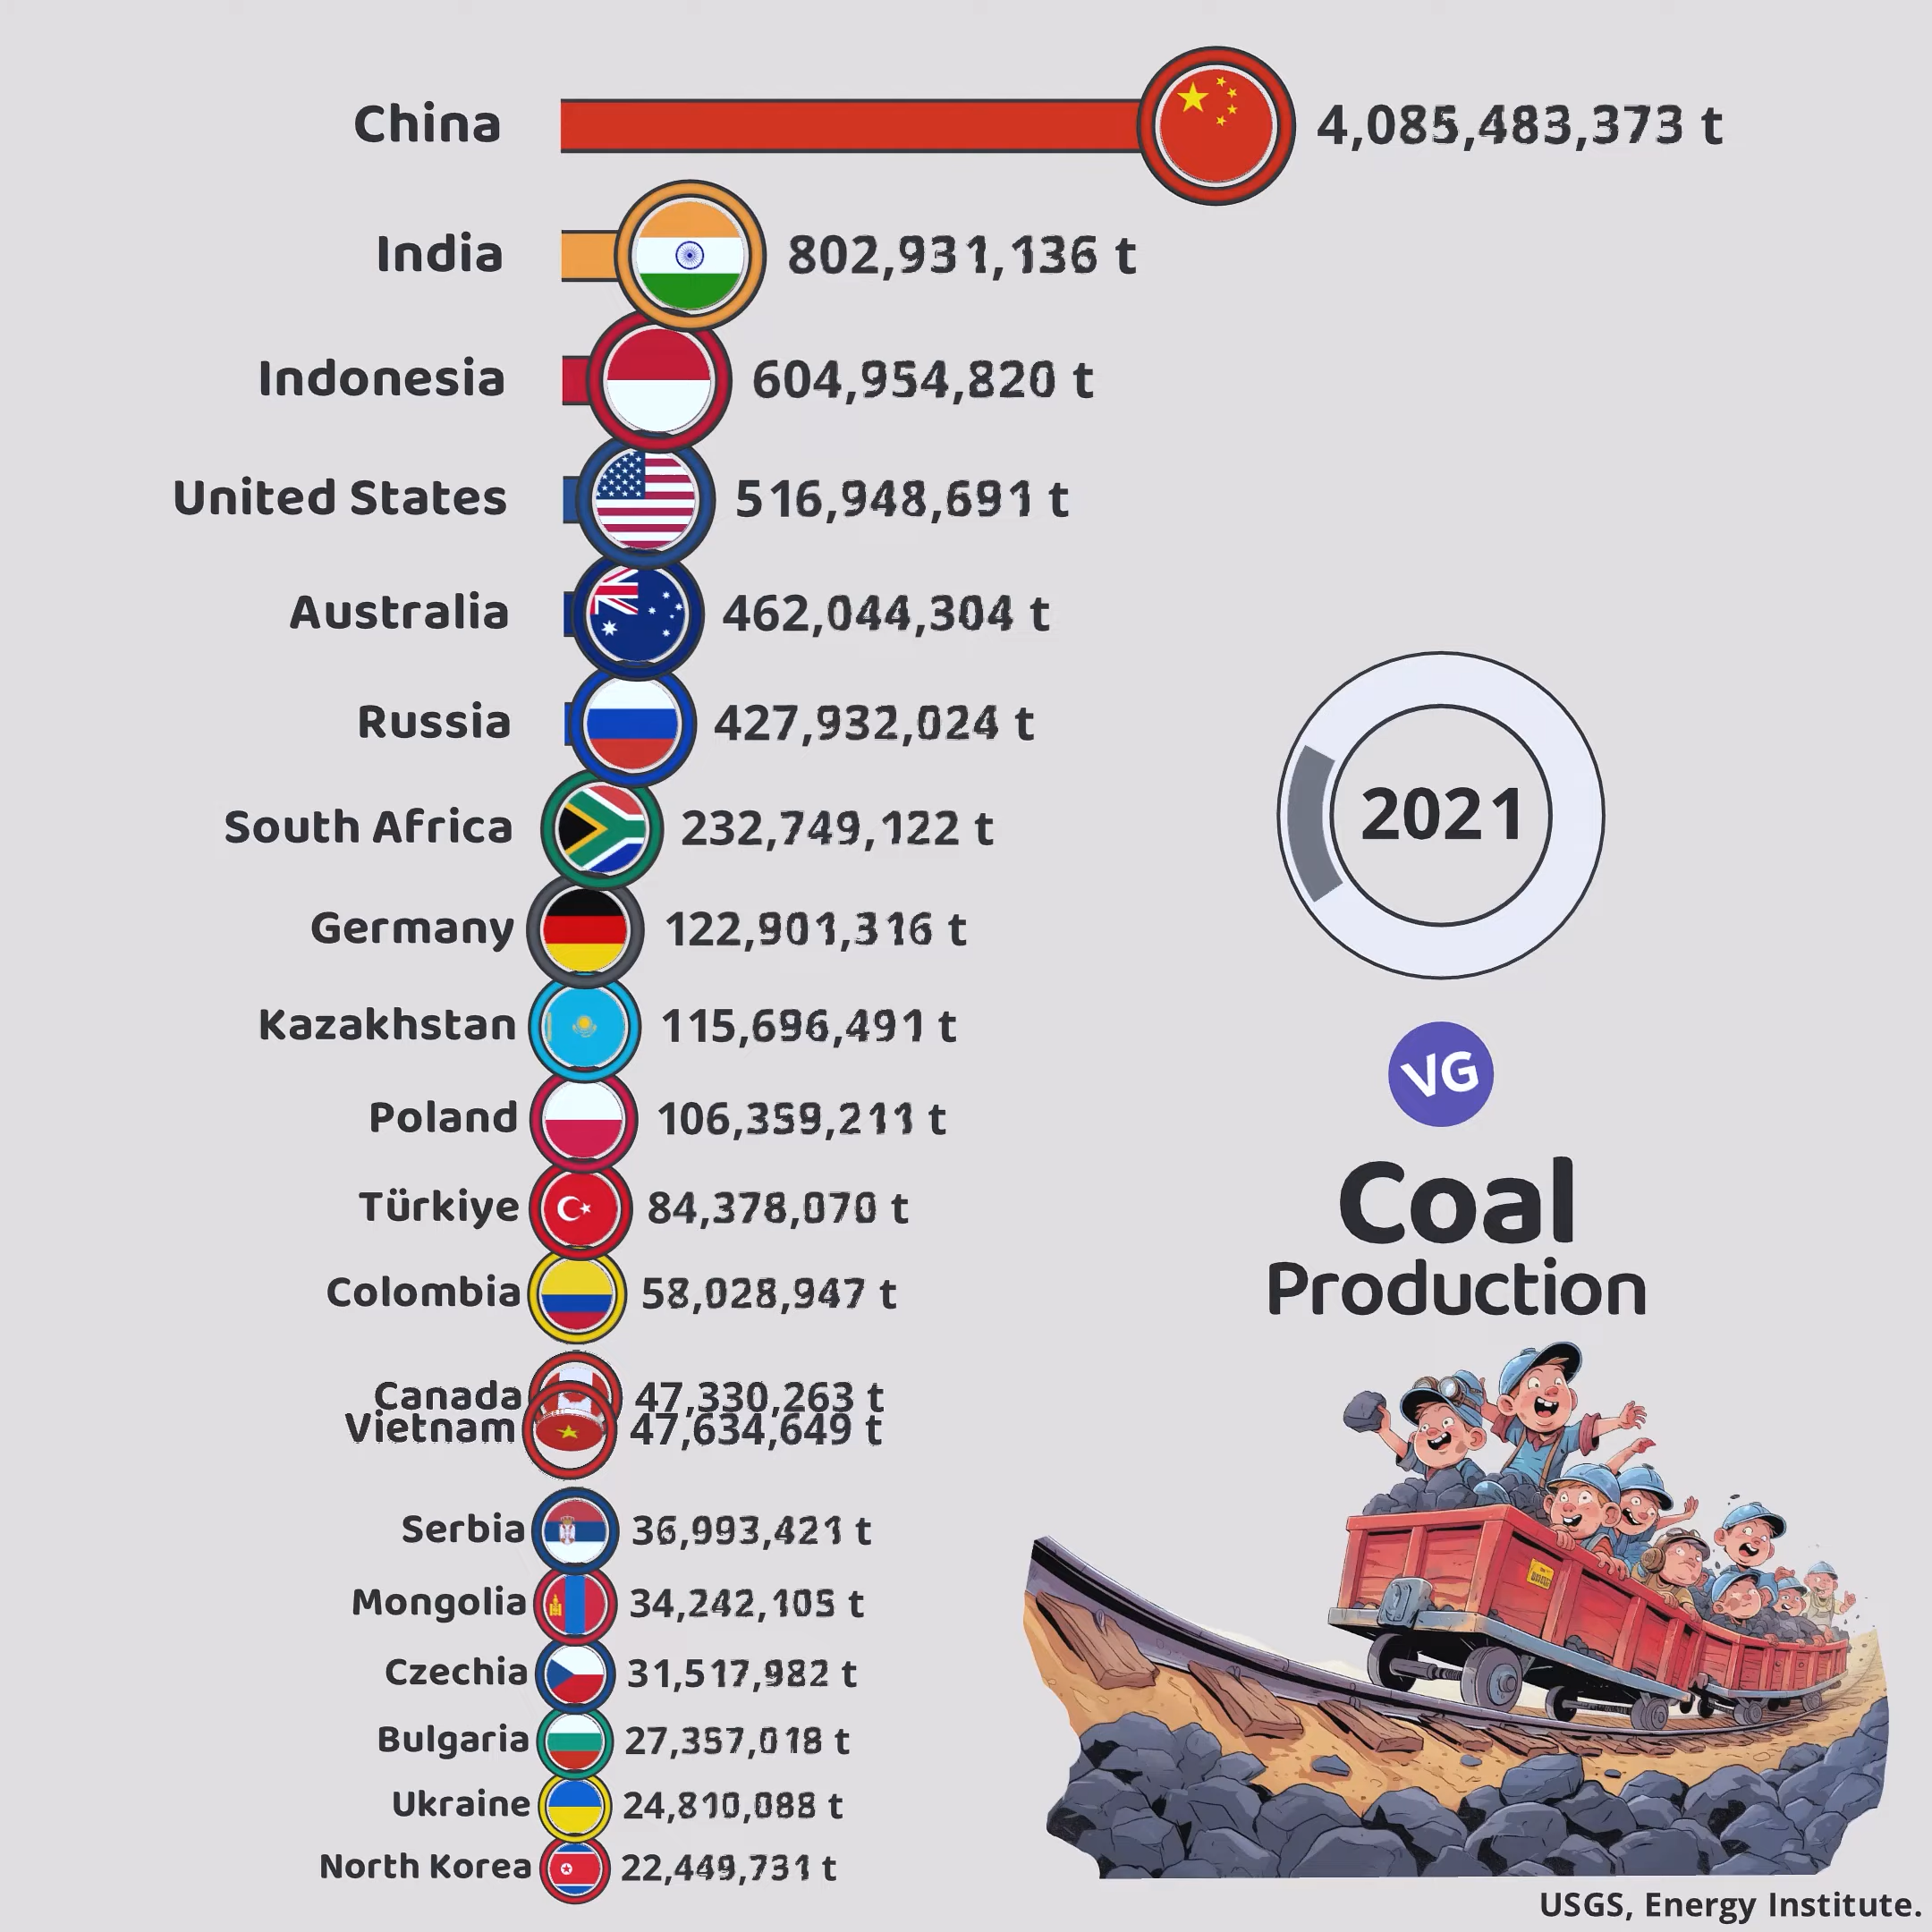 China 4,085,483,373 t
India 802,931,136 t
Indonesia 604,954,820 t
United States 516,948,691 t
Australia 462,044,304 t
Russia 427,932,024 t
South Africa 232,749,122 t
Germany 122,901,316 t
Kazakhstan 115,696,491 t
Poland 106,359,211 t
Türkiye 84,378,070 t
Colombia 58,028,947 t
Canada 47,330,263 t
Vietnam 47,634,649 t
Serbia 36,993,421 t
Mongolia 34,242,105 t
Czechia 31,517,982 t
Bulgaria 27,357,018 t
Ukraine 24,810,088 t
North Korea 22,449,731 t
2021
VG
Coal
Production
USGS, Energy Institute.